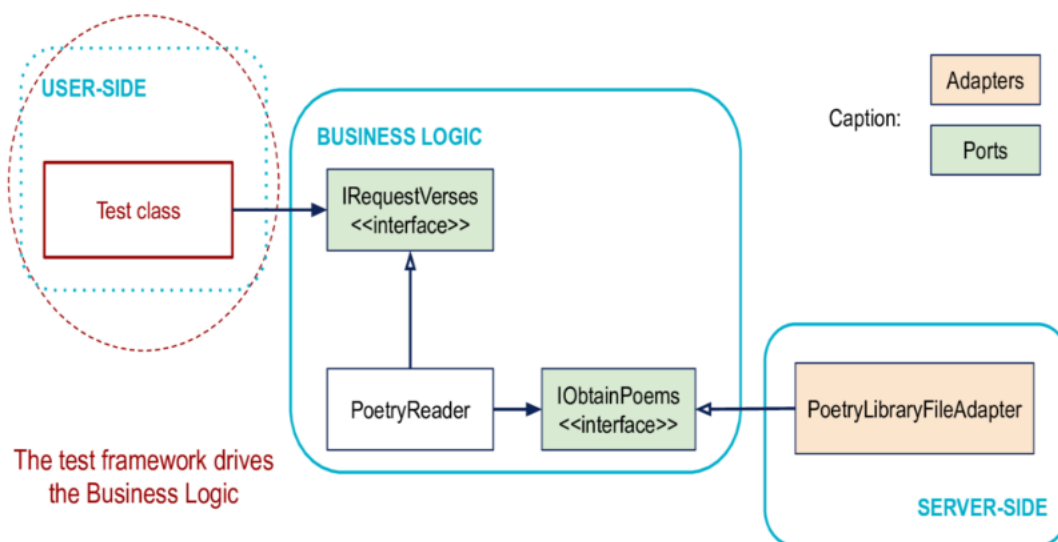 USER-SIDE
Test class
The test framework drives
the Business Logic
BUSINESS LOGIC
IRequestVerses
<<interface>>
PoetryReader
IObtainPoems
<<interface>>
Caption:
Adapters
Ports
PoetryLibraryFileAdapter
SERVER-SIDE